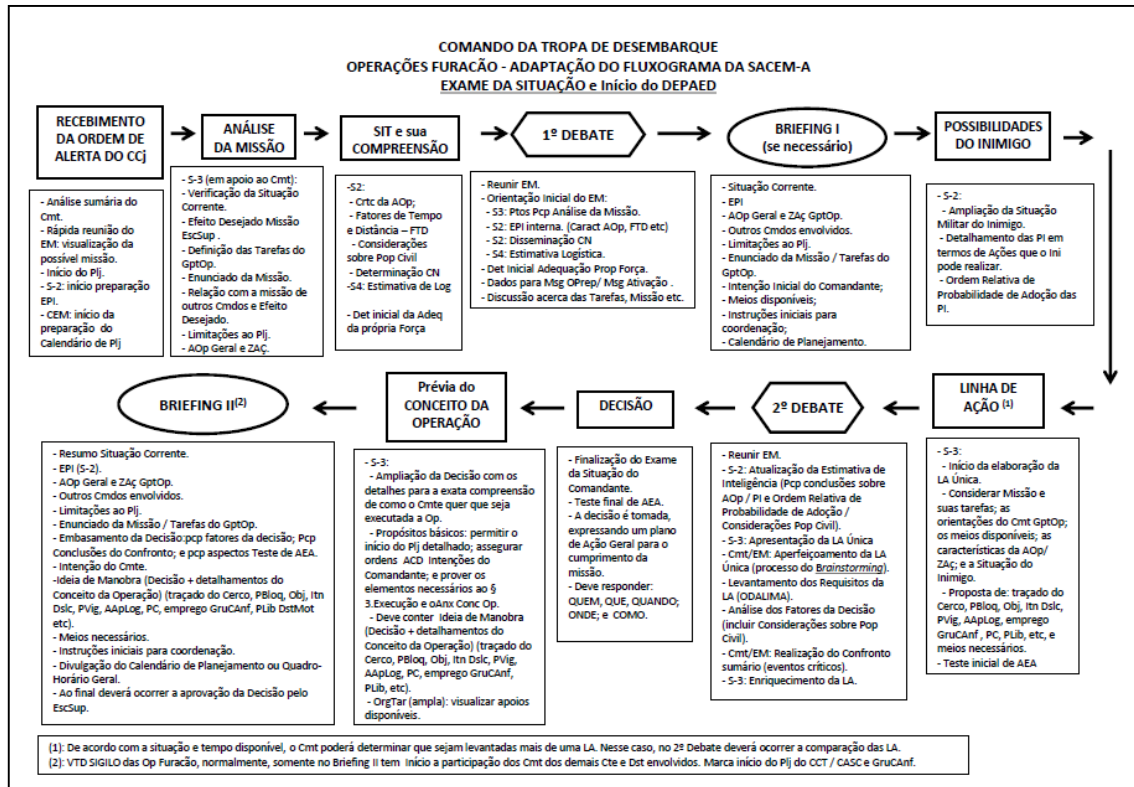 COMANDO DA TROPA DE DESEMBARQUE
OPERAÇÕES FURACÃO - ADAPTAÇÃO DO FLUXOGRAMA DA SACEM-A
EXAME DA SITUAÇÃO e Início do DEPAED
RECEBIMENTO
DA ORDEM DE
ALERTA DO CCj
- Análise sumária do
Cmt.
- Rápida reunião do
EM: visualização da
possível missão.
- Início do Plj.
- S-2: início preparação
EPI.
- CEM: início da
preparação do
Calendário de Plj
ANÁLISE
DA MISSÃO
- S-3 (em apoio ao Cmt):
- Verificação da Situação
Corrente.
- Efeito Desejado Missão
EscSup .
- Definição das Tarefas do
GptOp.
- Enunciado da Missão.
- Relação com a missão de
outros Cmdos e Efeito
Desejado.
- Limitações ao Plj.
- AOp Geral e ZAÇ.
SIT e sua
COMPREENSÃO
-S2:
- Crtc da AOp;
- Fatores de Tempo
e Distância – FTD
- Considerações
sobre Pop Civil
- Determinação CN
-S4: Estimativa de Log
- Det inicial da Adeq
da própria Força
1º DEBATE
- Reunir EM.
- Orientação Inicial do EM:
- S3: Ptos Pcp Análise da Missão.
- S2: EPI interna. (Caract AOp, FTD etc)
- S2: Disseminação CN
- S4: Estimativa Logística.
- Det Inicial Adequação Prop Força.
- Dados para Msg OPrep/ Msg Ativação .
- Discussão acerca das Tarefas, Missão etc.
BRIEFING I
(se necessário)
- Situação Corrente.
- EPI
- AOp Geral e ZAç GptOp.
- Outros Cmdos envolvidos.
- Limitações ao Plj.
- Enunciado da Missão / Tarefas do
GptOp.
- Intenção Inicial do Comandante;
- Meios disponíveis;
- Instruções iniciais para
coordenação;
- Calendário de Planejamento.
POSSIBILIDADES
DO INIMIGO
- S-2:
- Ampliação da Situação
Militar do Inimigo.
- Detalhamento das PI em
termos de Ações que o Ini
pode realizar.
- Ordem Relativa de
Probabilidade de Adoção das
PI.
LINHA DE
AÇÃO (1)
- S-3:
- Início da elaboração da
LA Única.
- Considerar Missão e
suas tarefas; as
orientações do Cmt GptOp;
os meios disponíveis; as
características da AOp/
ZAÇ; e a Situação do
Inimigo.
- Proposta de: traçado do
Cerco, PBloq, Obj, Itn Dslc,
PVig, AApLog, emprego
GruCAnf , PC, PLib, etc, e
meios necessários.
- Teste inicial de AEA
2º DEBATE
- Reunir EM.
- S-2: Atualização da Estimativa de
Inteligência (Pcp conclusões sobre
AOp / PI e Ordem Relativa de
Probabilidade de Adoção /
Considerações Pop Civil).
- S-3: Apresentação da LA Única
- Cmt/EM: Aperfeiçoamento da LA
Única (processo do Brainstorming).
- Levantamento dos Requisitos da
LA (ODALIMA).
- Análise dos Fatores da Decisão
(incluir Considerações sobre Pop
Civil).
- Cmt/EM: Realização do Confronto
sumário (eventos críticos).
- S-3: Enriquecimento da LA.
DECISÃO
- Finalização do Exame
da Situação do
Comandante.
- Teste final de AEA.
- A decisão é tomada,
expressando um plano
de Ação Geral para o
cumprimento da
missão.
- Deve responder:
QUEM, QUE, QUANDO;
ONDE; e COMO.
Prévia do
CONCEITO DA
OPERAÇÃO
- S-3:
- Ampliação da Decisão com os
detalhes para a exata compreensão
de como o Cmte quer que seja
executada a Op.
- Propósitos básicos: permitir o
início do Plj detalhado; assegurar
ordens ACD Intenções do
Comandante; e prover os
elementos necessários ao §
3.Execução e oAnx Conc Op.
- Deve conter Ideia de Manobra
(Decisão + detalhamentos do
Conceito da Operação) (traçado do
Cerco, PBloq, Obj, Itn Dslc, PVig,
AApLog, PC, emprego GruCAnf,
PLib, etc).
- OrgTar (ampla): visualizar apoios
disponíveis.
BRIEFING II(2)
- Resumo Situação Corrente.
- EPI (S-2).
- AOp Geral e ZAç GptOp.
- Outros Cmdos envolvidos.
- Limitações ao Plj.
- Enunciado da Missão / Tarefas do GptOp.
- Embasamento da Decisão:pcp fatores da decisão; Pcp
Conclusões do Confronto; e pcp aspectos Teste de AEA.
- Intenção do Cmte.
-Ideia de Manobra (Decisão + detalhamentos do
Conceito da Operação) (traçado do Cerco, PBloq, Obj, Itn
Dslc, PVig, AApLog, PC, emprego GruCAnf, PLib DstMot
etc).
- Meios necessários.
- Instruções iniciais para coordenação.
- Divulgação do Calendário de Planejamento ou Quadro-
Horário Geral.
- Ao final deverá ocorrer a aprovação da Decisão pelo
EscSup.
(1): De acordo com a situação e tempo disponível, o Cmt poderá determinar que sejam levantadas mais de uma LA. Nesse caso, no 2º Debate deverá ocorrer a comparação das LA.
(2): VTD SIGILO das Op Furacão, normalmente, somente no Briefing II tem Início a participação dos Cmt dos demais Cte e Dst envolvidos. Marca início do Plj do CCT / CASC e GruCAnf.